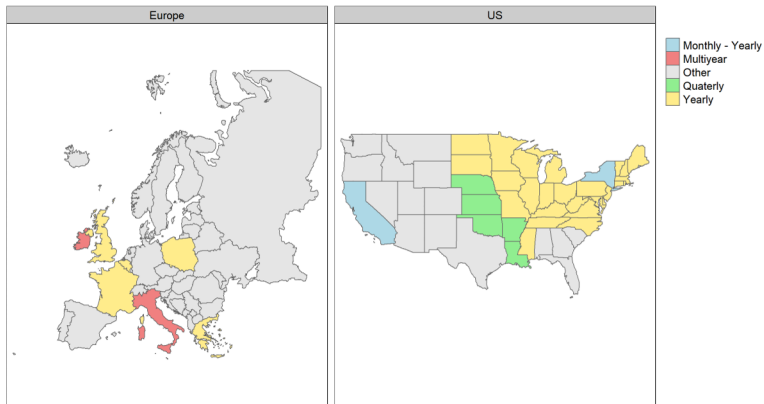 Europe
US
Monthly - Yearly
Multiyear
Other
Quaterly
Yearly